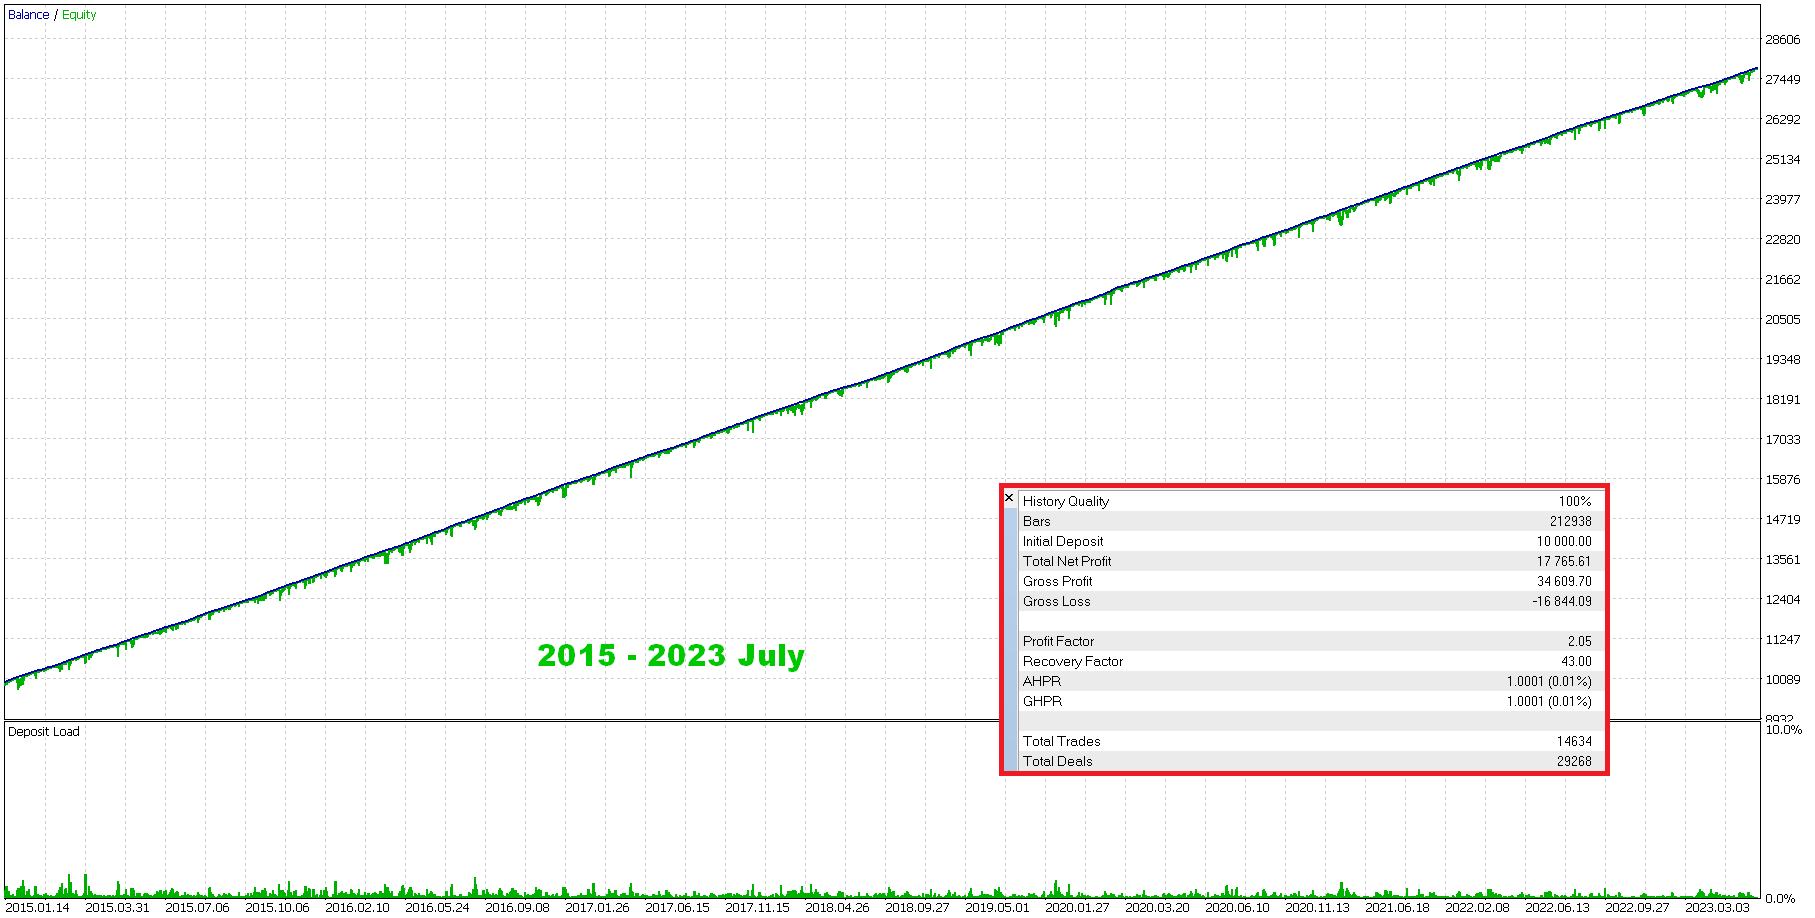 Balance / Equity
28606
27449
26292
25134
23977
22820
21662
20505
19348
18191
17033
15876
14719
13561
12404
11247
10089
8932
2015 - 2023 July
× History Quality 100%
Bars 212938
Initial Deposit 10 000.00
Total Net Profit 17 765.61
Gross Profit 34 609.70
Gross Loss -16 844.09
Profit Factor 2.05
Recovery Factor 43.00
AHPR 1.0001 (0.01%)
GHPR 1.0001 (0.01%)
Total Trades 14634
Total Deals 29268
Deposit Load
10.0%
0.0%
2015.01.14 2015.03.31 2015.07.06 2015.10.06 2016.02.10 2016.05.24 2016.09.08 2017.01.26 2017.06.15 2017.11.15 2018.04.26 2018.09.27 2019.05.01 2020.01.27 2020.03.20 2020.06.10 2020.11.13 2021.06.18 2022.02.08 2022.06.13 2022.09.27 2023.03.03